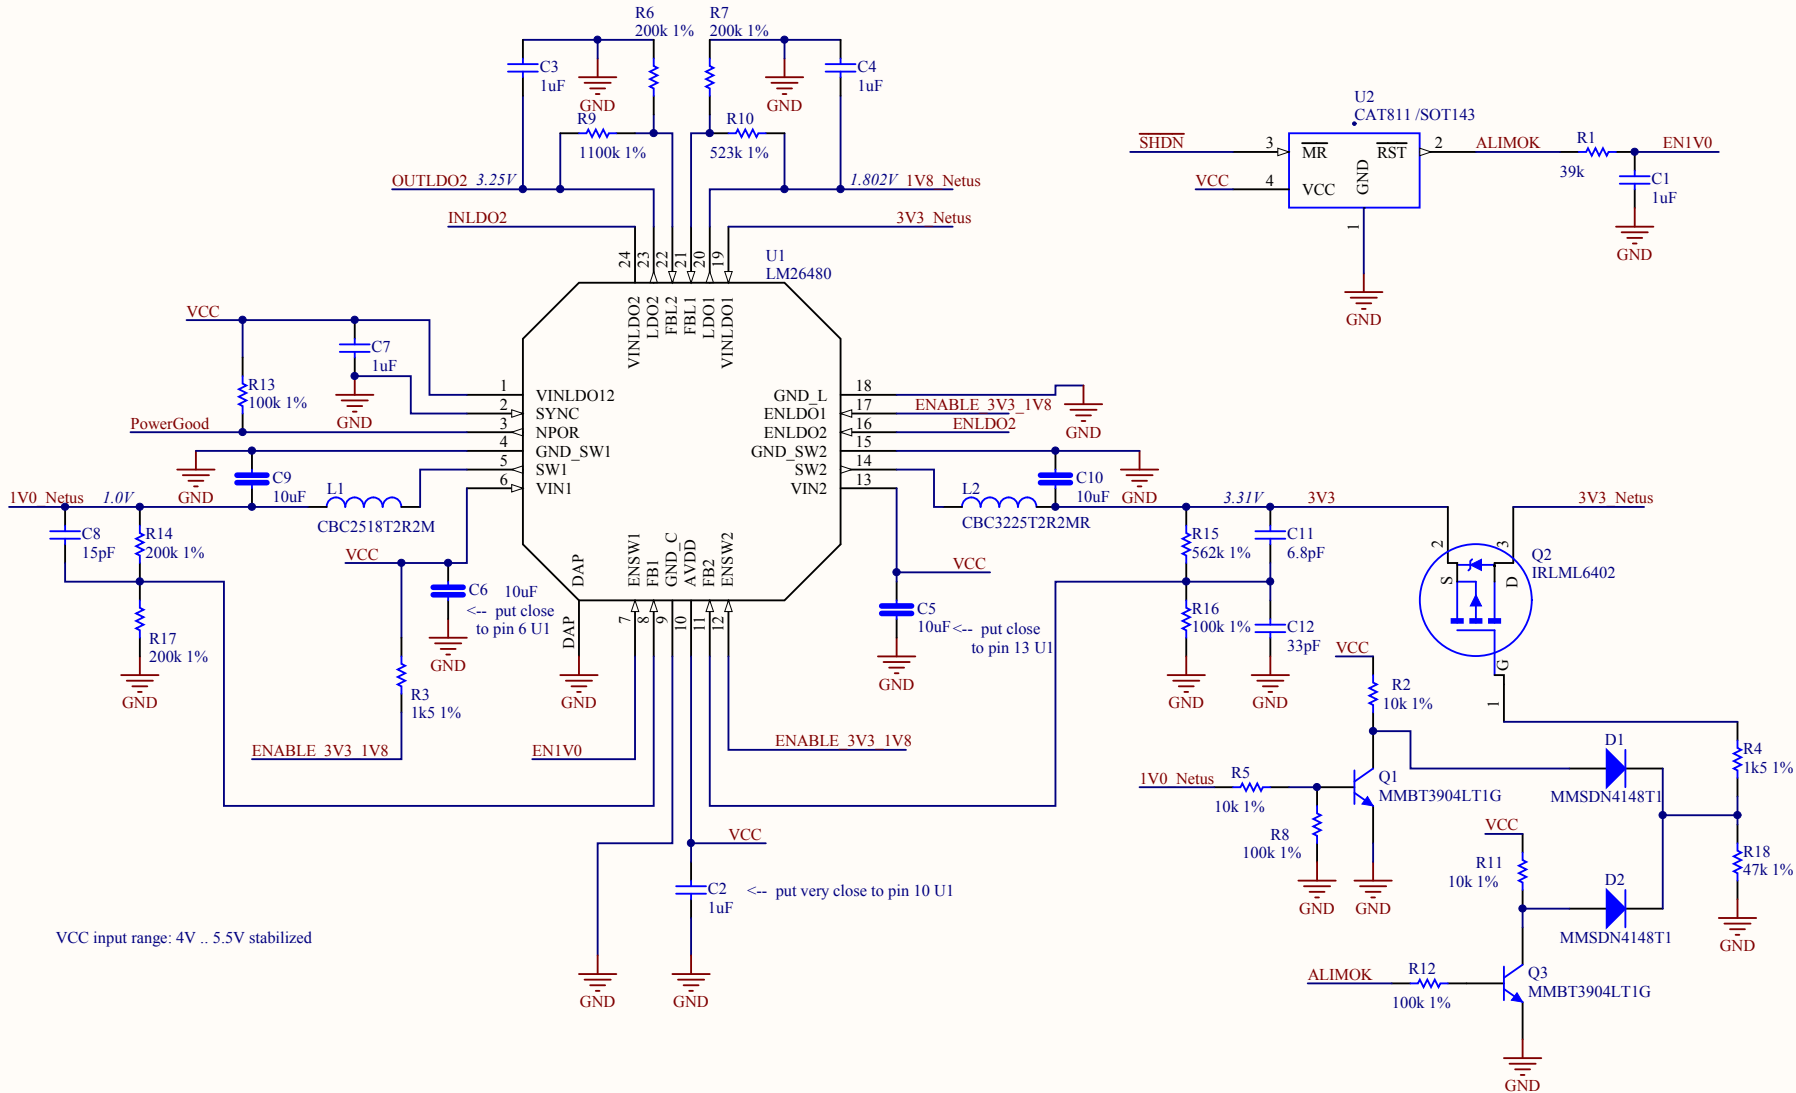 R6
200k 1%
R7
200k 1%
C3
1uF
GND
GND
C4
1uF
R9
1100k 1%
R10
523k 1%
OUTLDO2 3.25V
1.802V 1V8_Netus
INLDO2
3V3_Netus
24
23
22
21
20
19
U1
LM26480
VINLDO2
LDO2
FBL2
FBL1
LDO1
VINLDO1
U2
CAT811 /SOT143
SHDN
3
MR
RST
2
ALIMOK
R1
39k
EN1V0
VCC
4
VCC
GND
1
GND
C1
1uF
GND
VCC
C7
1uF
GND
R13
100k 1%
PowerGood
1
VINLDO12
2
SYNC
3
NPOR
4
GND_SW1
5
SW1
6
VIN1
18
GND_L
17
ENLDO1
ENABLE_3V3_1V8
16
ENLDO2
ENLDO2
15
GND_SW2
14
SW2
13
VIN2
GND
GND
C9
10uF
1V0_Netus 1.0V
L1
CBC2518T2R2M
C8
15pF
R14
200k 1%
R17
200k 1%
GND
VCC
C6 10uF
<-- put close
to pin 6 U1
GND
R3
1k5 1%
ENABLE_3V3_1V8
DAP
DAP
GND
ENSW1
FB1
GND_C
AVDD
FB2
ENSW2
7
8
9
10
11
12
EN1V0
ENABLE_3V3_1V8
L2
CBC3225T2R2MR
C10
10uF
GND
VCC
C5
10uF <-- put close
to pin 13 U1
GND
3.31V
3V3
3V3_Netus
R15
562k 1%
C11
6.8pF
R16
100k 1%
C12
33pF
GND
GND
2
3
S
D
G
1
Q2
IRLML6402
VCC
R2
10k 1%
1V0_Netus
R5
10k 1%
Q1
MMBT3904LT1G
R8
100k 1%
GND
GND
D1
MMSDN4148T1
R4
1k5 1%
VCC
R11
10k 1%
D2
MMSDN4148T1
R18
47k 1%
GND
ALIMOK
R12
100k 1%
Q3
MMBT3904LT1G
GND
VCC
C2
1uF
<-- put very close to pin 10 U1
GND
GND
VCC input range: 4V .. 5.5V stabilized